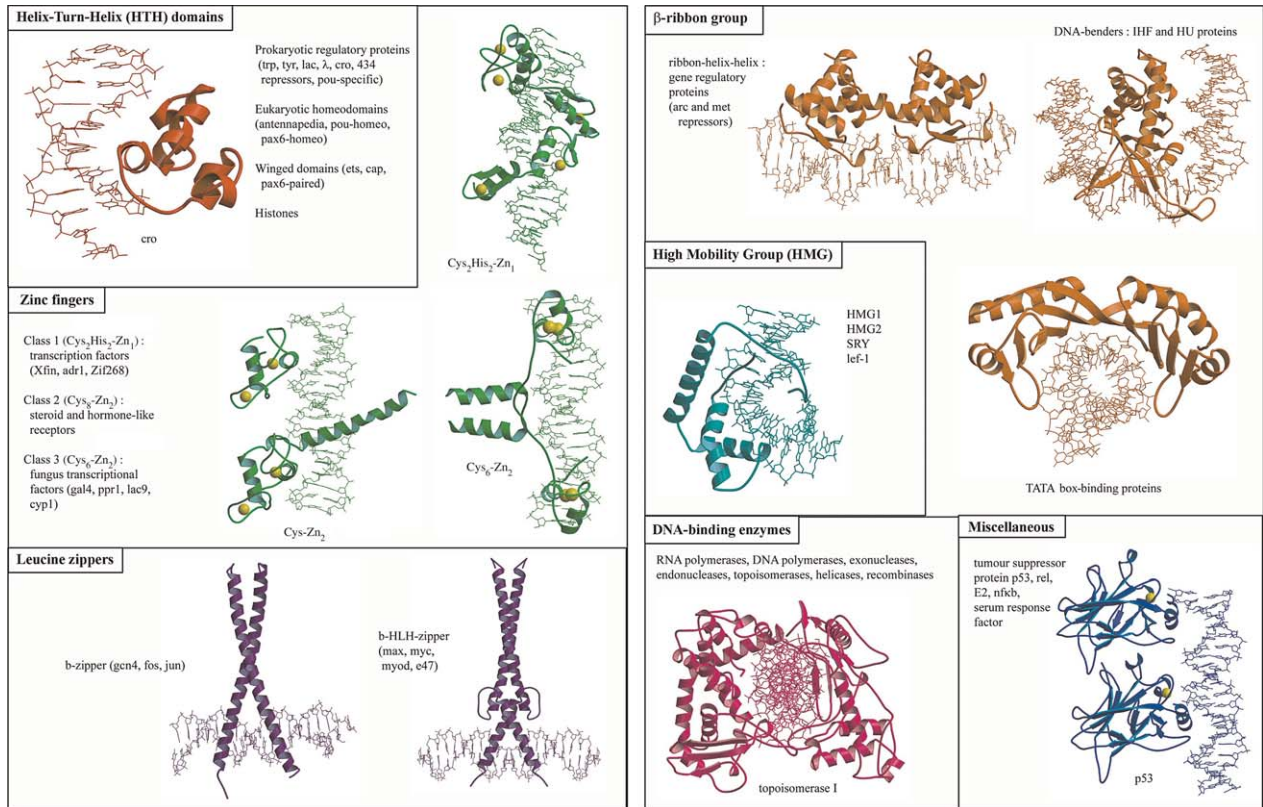 Helix-Turn-Helix (HTH) domains
Prokaryotic regulatory proteins
(trp, tyr, lac, λ, cro, 434
repressors, pou-specific)
Eukaryotic homeodomains
(antennapedia, pou-homeo,
pax6-homeo)
Winged domains (ets, cap,
pax6-paired)
Histones
cro
Cys₂His₂-Zn₁
Zinc fingers
Class 1 (Cys₂His₂-Zn₁) :
transcription factors
(Xfin, adr1, Zif268)
Class 2 (Cys₈-Zn₂) :
steroid and hormone-like
receptors
Class 3 (Cys₆-Zn₂) :
fungus transcriptional
factors (gal4, ppr1, lac9,
cyp1)
Cys-Zn₂
Cys₆-Zn₂
Leucine zippers
b-zipper (gcn4, fos, jun)
b-HLH-zipper
(max, myc,
myod, e47)
β-ribbon group
ribbon-helix-helix :
gene regulatory
proteins
(arc and met
repressors)
DNA-benders : IHF and HU proteins
High Mobility Group (HMG)
HMG1
HMG2
SRY
lef-1
TATA box-binding proteins
DNA-binding enzymes
RNA polymerases, DNA polymerases, exonucleases,
endonucleases, topoisomerases, helicases, recombinases
topoisomerase I
Miscellaneous
tumour suppressor
protein p53, rel,
E2, nfκb,
serum response
factor
p53